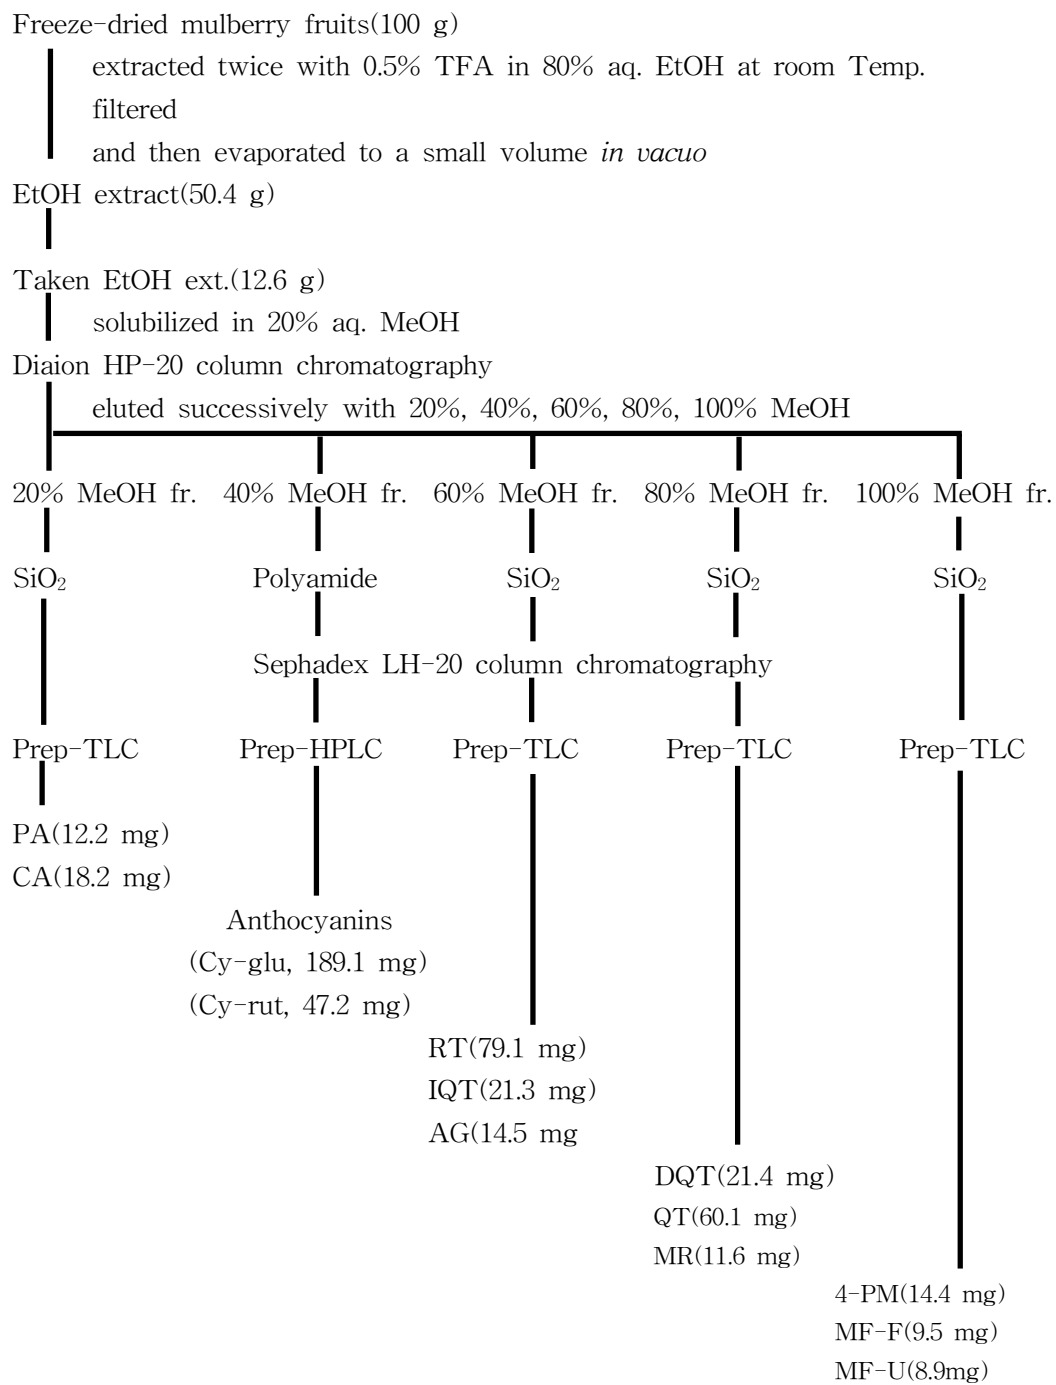 Freeze-dried mulberry fruits(100 g)
extracted twice with 0.5% TFA in 80% aq. EtOH at room Temp.
filtered
and then evaporated to a small volume in vacuo
EtOH extract(50.4 g)
Taken EtOH ext.(12.6 g)
solubilized in 20% aq. MeOH
Diaion HP-20 column chromatography
eluted successively with 20%, 40%, 60%, 80%, 100% MeOH
20% MeOH fr. 40% MeOH fr. 60% MeOH fr. 80% MeOH fr. 100% MeOH fr.
SiO₂ Polyamide SiO₂ SiO₂ SiO₂
Sephadex LH-20 column chromatography
Prep-TLC Prep-HPLC Prep-TLC Prep-TLC Prep-TLC
PA(12.2 mg)
CA(18.2 mg)
Anthocyanins
(Cy-glu, 189.1 mg)
(Cy-rut, 47.2 mg)
RT(79.1 mg)
IQT(21.3 mg)
AG(14.5 mg
DQT(21.4 mg)
QT(60.1 mg)
MR(11.6 mg)
4-PM(14.4 mg)
MF-F(9.5 mg)
MF-U(8.9mg)